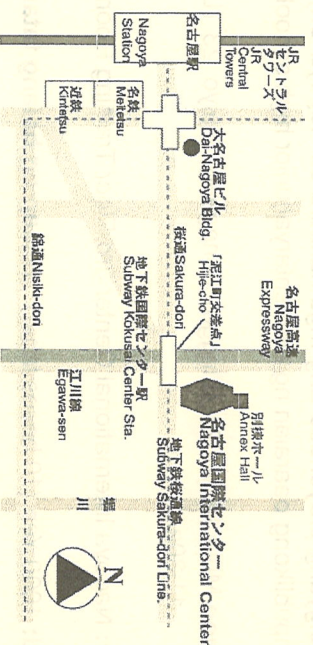 JR
セントラル
タワーズ
JR
Central
Towers
名古屋駅
Nagoya
Station
名鉄
Meitetsu
近鉄
Kintetsu
大名古屋ビル
Dai-Nagoya Bldg.
桜通Sakura-dori
「泥江町交差点」
Hijie-cho
名古屋高速
Nagoya
Expressway
地下鉄国際センター駅
Subway Kokusai Center Sta.
錦通Nisiki-dori
江川線
Egawa-sen
別棟ホール
Annex Hall
名古屋国際センター
Nagoya International Center
地下鉄桜通線
Subway Sakura-dori Line.
堀
川
N